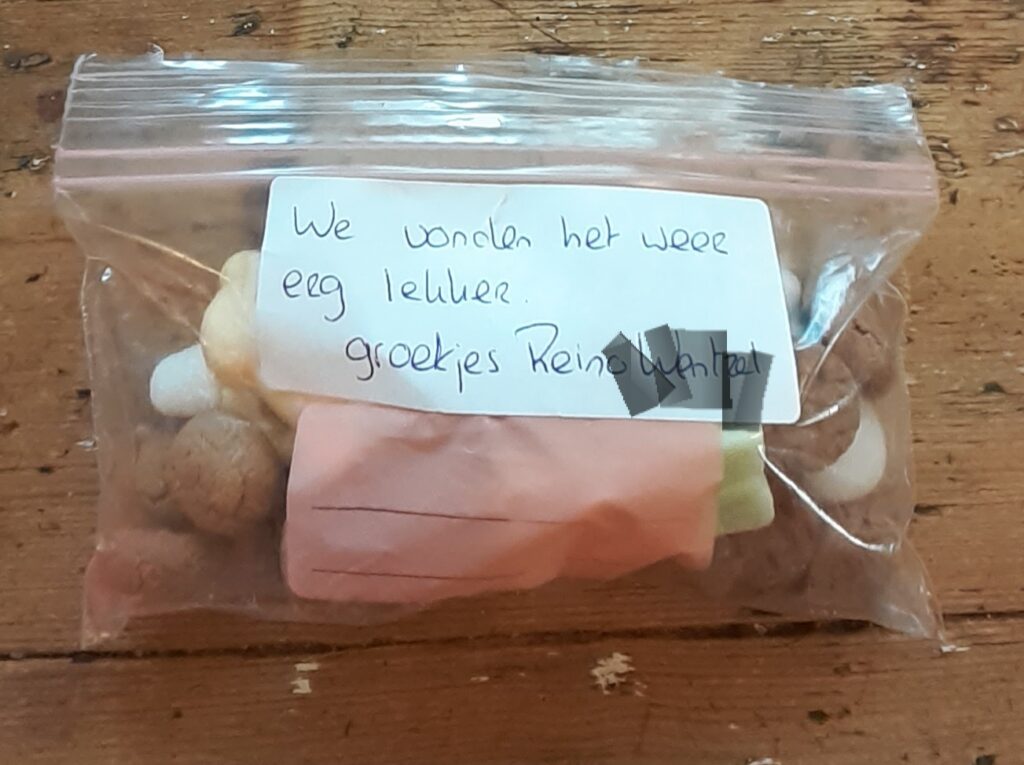 We vonden het weer
erg lekker.
groetjes Reino